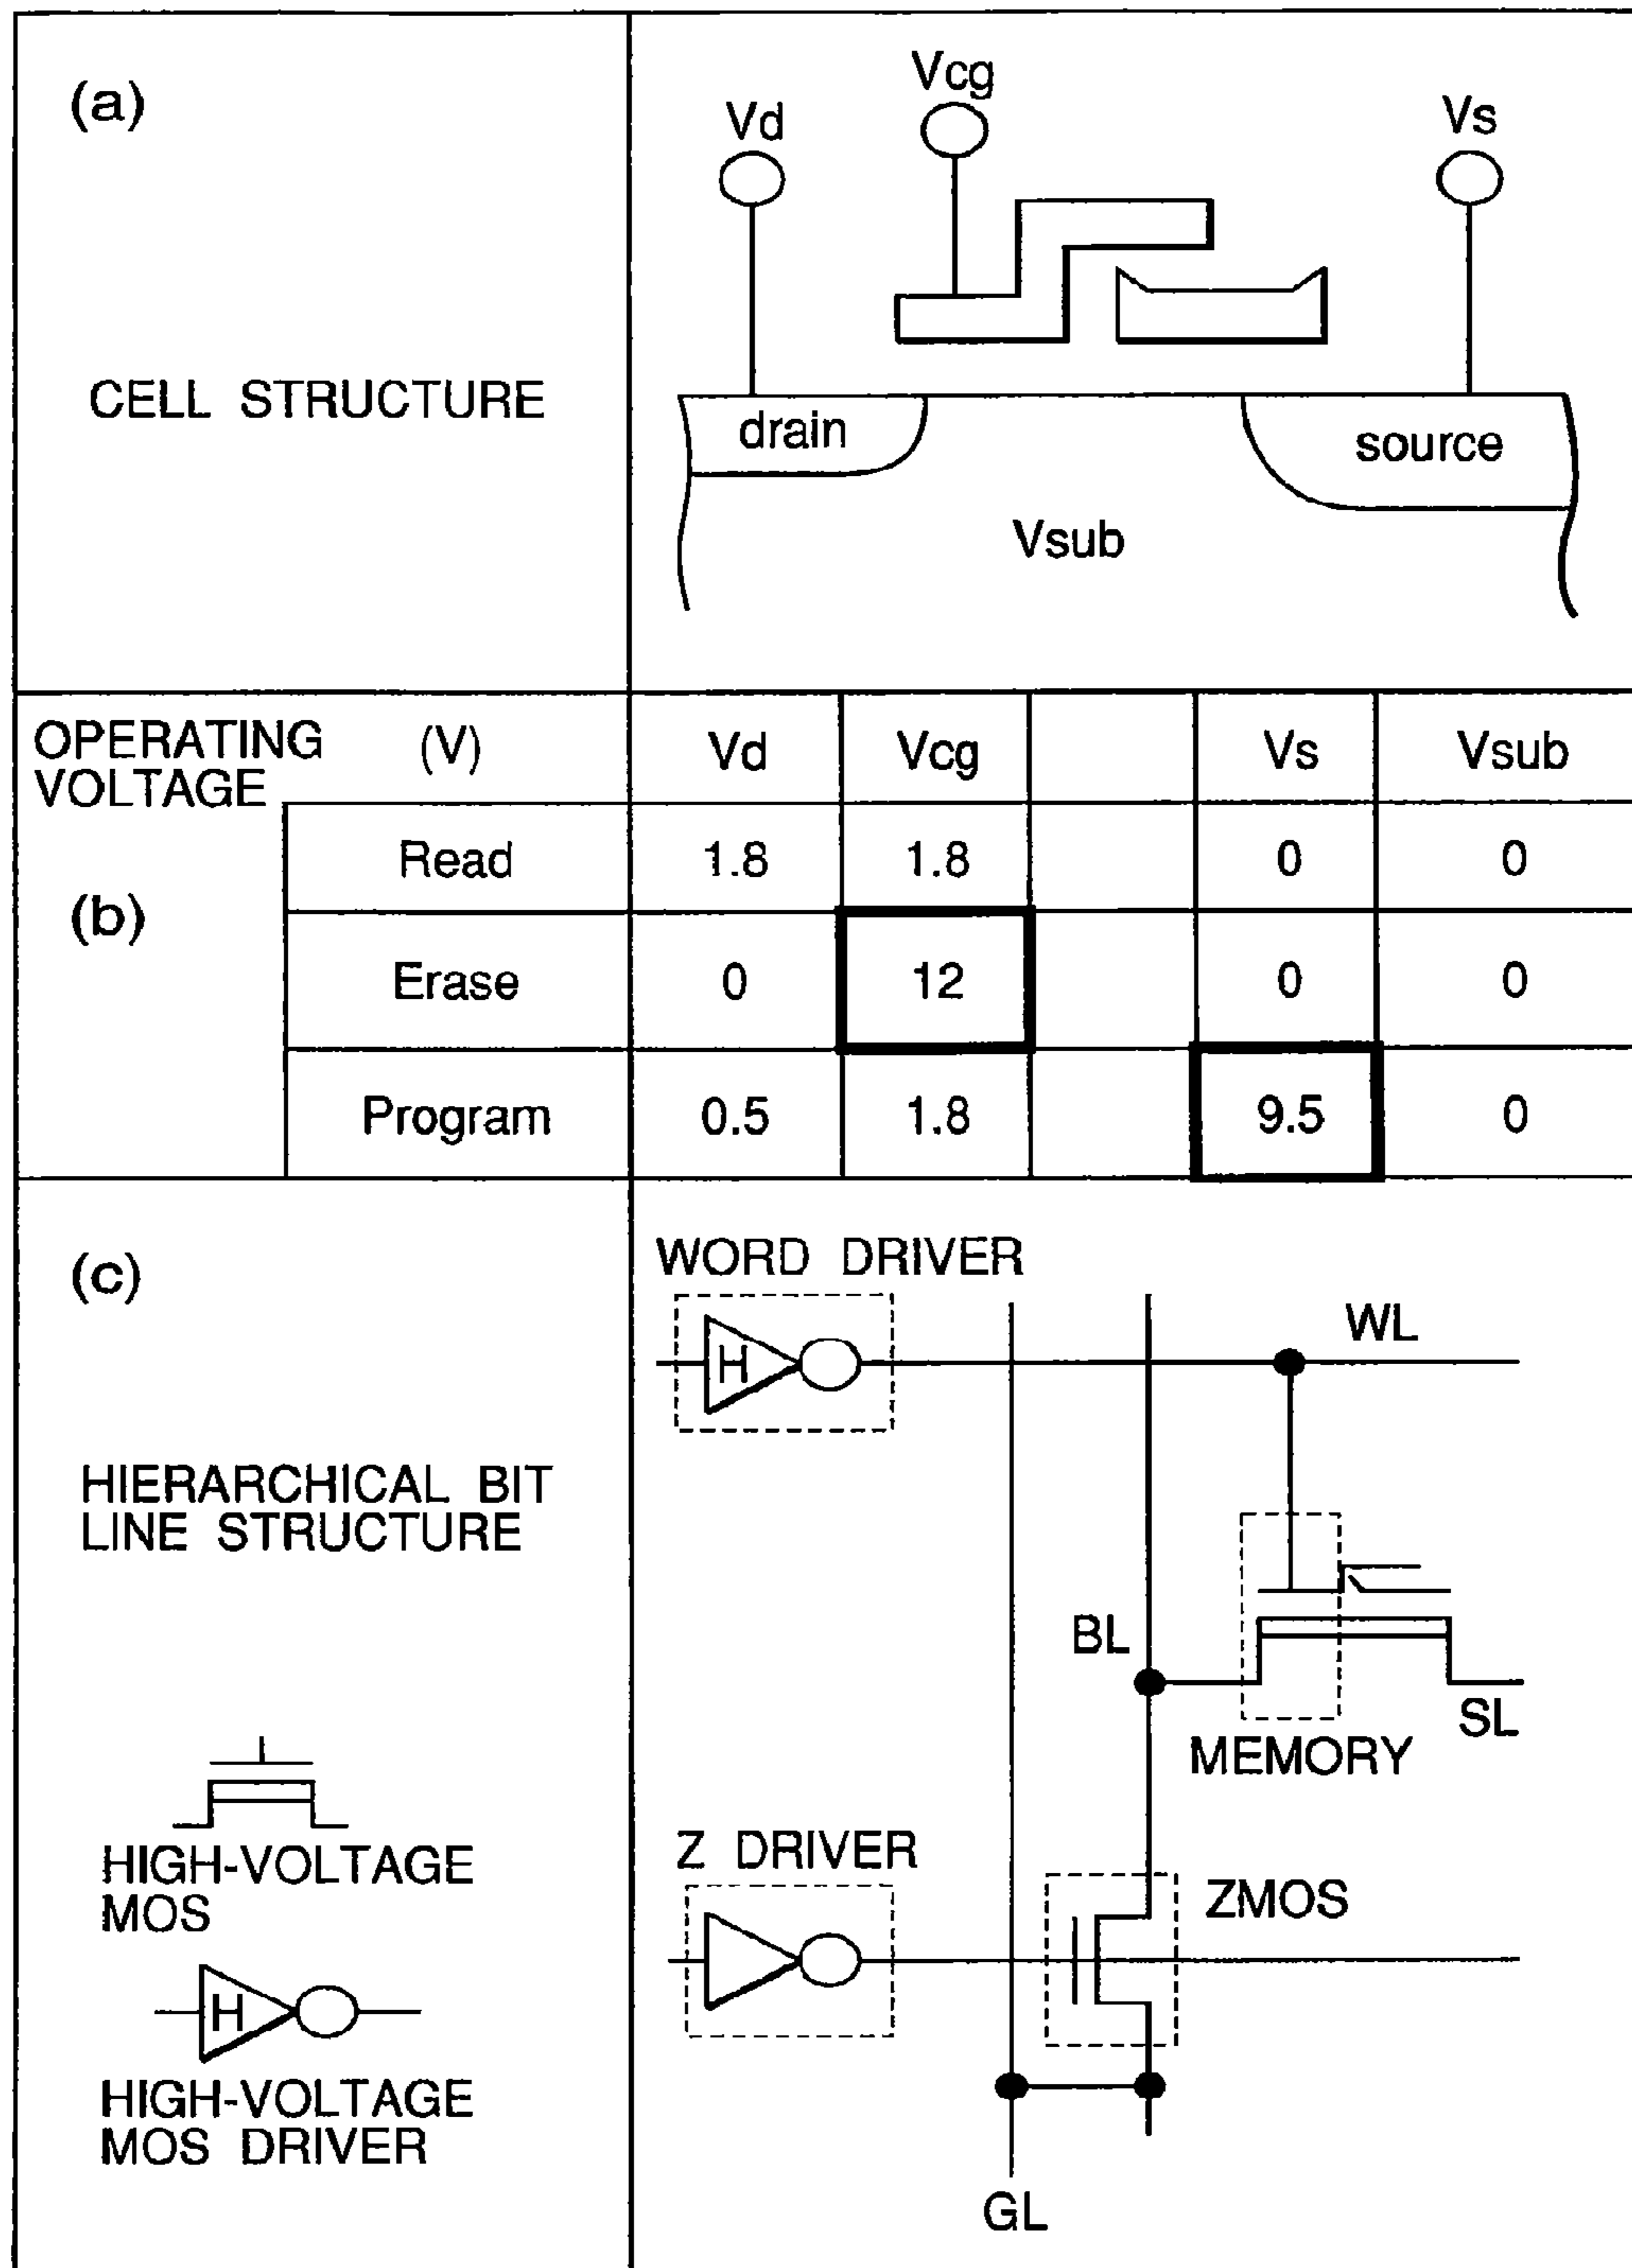 (a)
CELL STRUCTURE
Vd
Vcg
Vs
drain
source
Vsub
OPERATING
VOLTAGE
(V) Vd Vcg Vs Vsub
(b)
Read 1.8 1.8 0 0
Erase 0 12 0 0
Program 0.5 1.8 9.5 0
(c)
HIERARCHICAL BIT
LINE STRUCTURE
HIGH-VOLTAGE
MOS
H
HIGH-VOLTAGE
MOS DRIVER
WORD DRIVER
H
WL
BL
SL
MEMORY
Z DRIVER
ZMOS
GL